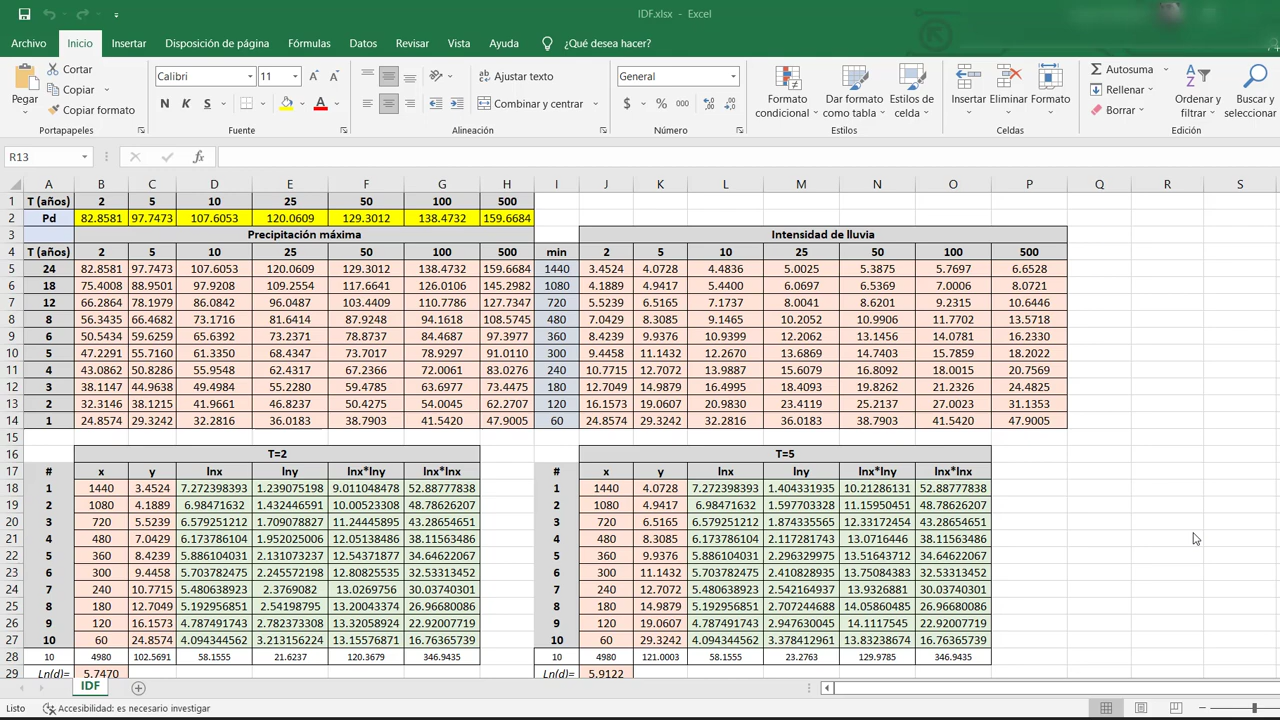 IDF.xlsx - Excel
Archivo Inicio Insertar Disposición de página Fórmulas Datos Revisar Vista Ayuda ¿Qué desea hacer?
Pegar Cortar Calibri 11 Ajustar texto General Formato condicional Dar formato como tabla Estilos de celda Insertar Eliminar Formato Autosuma Ordenar y filtrar Buscar y seleccionar
Copiar N K S Combinar y centrar $ % 000 Rellenar
Copiar formato Borrar
Portapapeles Fuente Alineación Número Estilos Celdas Edición
R13 fx
A B C D E F G H I J K L M N O P Q R S
1 T (años) 2 5 10 25 50 100 500
2 Pd 82.8581 97.7473 107.6053 120.0609 129.3012 138.4732 159.6684
3 Precipitación máxima Intensidad de lluvia
4 T (años) 2 5 10 25 50 100 500 min 2 5 10 25 50 100 500
5 24 82.8581 97.7473 107.6053 120.0609 129.3012 138.4732 159.6684 1440 3.4524 4.0728 4.4836 5.0025 5.3875 5.7697 6.6528
6 18 75.4008 88.9501 97.9208 109.2554 117.6641 126.0106 145.2982 1080 4.1889 4.9417 5.4400 6.0697 6.5369 7.0006 8.0721
7 12 66.2864 78.1979 86.0842 96.0487 103.4409 110.7786 127.7347 720 5.5239 6.5165 7.1737 8.0041 8.6201 9.2315 10.6446
8 8 56.3435 66.4682 73.1716 81.6414 87.9248 94.1618 108.5745 480 7.0429 8.3085 9.1465 10.2052 10.9906 11.7702 13.5718
9 6 50.5434 59.6259 65.6392 73.2371 78.8737 84.4687 97.3977 360 8.4239 9.9376 10.9399 12.2062 13.1456 14.0781 16.2330
10 5 47.2291 55.7160 61.3350 68.4347 73.7017 78.9297 91.0110 300 9.4458 11.1432 12.2670 13.6869 14.7403 15.7859 18.2022
11 4 43.0862 50.8286 55.9548 62.4317 67.2366 72.0061 83.0276 240 10.7715 12.7072 13.9887 15.6079 16.8092 18.0015 20.7569
12 3 38.1147 44.9638 49.4984 55.2280 59.4785 63.6977 73.4475 180 12.7049 14.9879 16.4995 18.4093 19.8262 21.2326 24.4825
13 2 32.3146 38.1215 41.9661 46.8237 50.4275 54.0045 62.2707 120 16.1573 19.0607 20.9830 23.4119 25.2137 27.0023 31.1353
14 1 24.8574 29.3242 32.2816 36.0183 38.7903 41.5420 47.9005 60 24.8574 29.3242 32.2816 36.0183 38.7903 41.5420 47.9005
15
16 T=2 T=5
17 # x y lnx lny lnx*lny lnx*lnx # x y lnx lny lnx*lny lnx*lnx
18 1 1440 3.4524 7.272398393 1.239075198 9.011048478 52.88777838 1 1440 4.0728 7.272398393 1.404331935 10.21286131 52.88777838
19 2 1080 4.1889 6.98471632 1.432446591 10.00523308 48.78626207 2 1080 4.9417 6.98471632 1.597703328 11.15950451 48.78626207
20 3 720 5.5239 6.579251212 1.709078827 11.24445895 43.28654651 3 720 6.5165 6.579251212 1.874335565 12.33172454 43.28654651
21 4 480 7.0429 6.173786104 1.952025006 12.05138486 38.11563486 4 480 8.3085 6.173786104 2.117281743 13.0716446 38.11563486
22 5 360 8.4239 5.886104031 2.131073237 12.54371877 34.64622067 5 360 9.9376 5.886104031 2.296329975 13.51643712 34.64622067
23 6 300 9.4458 5.703782475 2.245572198 12.80825535 32.53313452 6 300 11.1432 5.703782475 2.410828935 13.75084383 32.53313452
24 7 240 10.7715 5.480638923 2.3769082 13.0269756 30.03740301 7 240 12.7072 5.480638923 2.542164937 13.9326881 30.03740301
25 8 180 12.7049 5.192956851 2.54198795 13.20043374 26.96680086 8 180 14.9879 5.192956851 2.707244688 14.05860485 26.96680086
26 9 120 16.1573 4.787491743 2.782373308 13.32058924 22.92007719 9 120 19.0607 4.787491743 2.947630045 14.1117545 22.92007719
27 10 60 24.8574 4.094344562 3.213156224 13.15576871 16.76365739 10 60 29.3242 4.094344562 3.378412961 13.83238674 16.76365739
28 10 4980 102.5691 58.1555 21.6237 120.3679 346.9435 10 4980 121.0003 58.1555 23.2763 129.9785 346.9435
29 Ln(d)= 5.7470 Ln(d)= 5.9122
IDF
Listo Accesibilidad: es necesario investigar